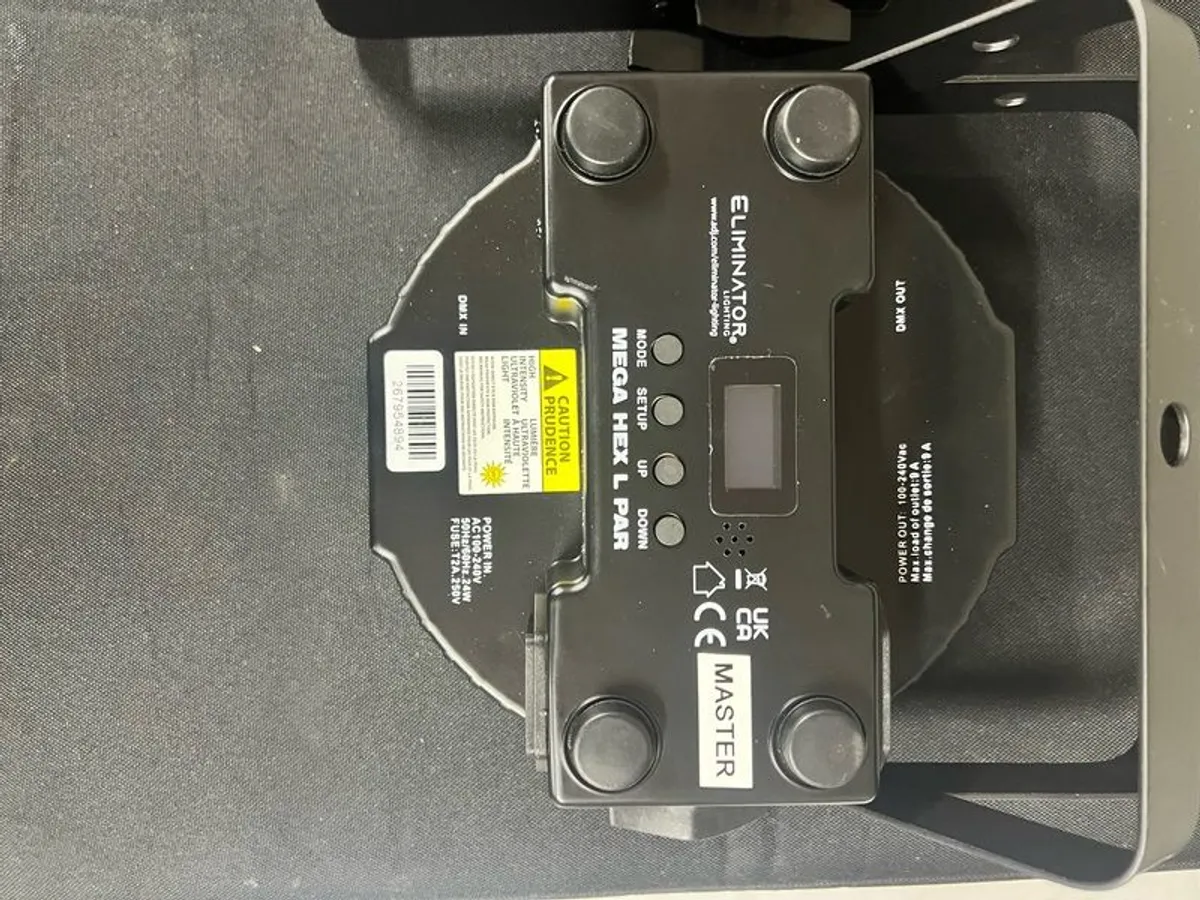 ELIMINATOR
LIGHTING®
www.adj.com/eliminator-lighting
MODE SETUP UP DOWN
MEGA HEX L PAR
UK
CA
CE
MASTER
DMX OUT
POWER OUT: 100-240Vac
Max.load of outlet:9 A
Max.change de sortie:9 A
DMX IN
CAUTION
PRUDENCE
HIGH
INTENSITY
ULTRAVIOLET
LIGHT
LUMIÈRE
ULTRAVIOLETTE
À HAUTE
INTENSITÉ
267954894
POWER IN
AC100-240V
50Hz/60Hz.24W
FUSE:T2A.250V